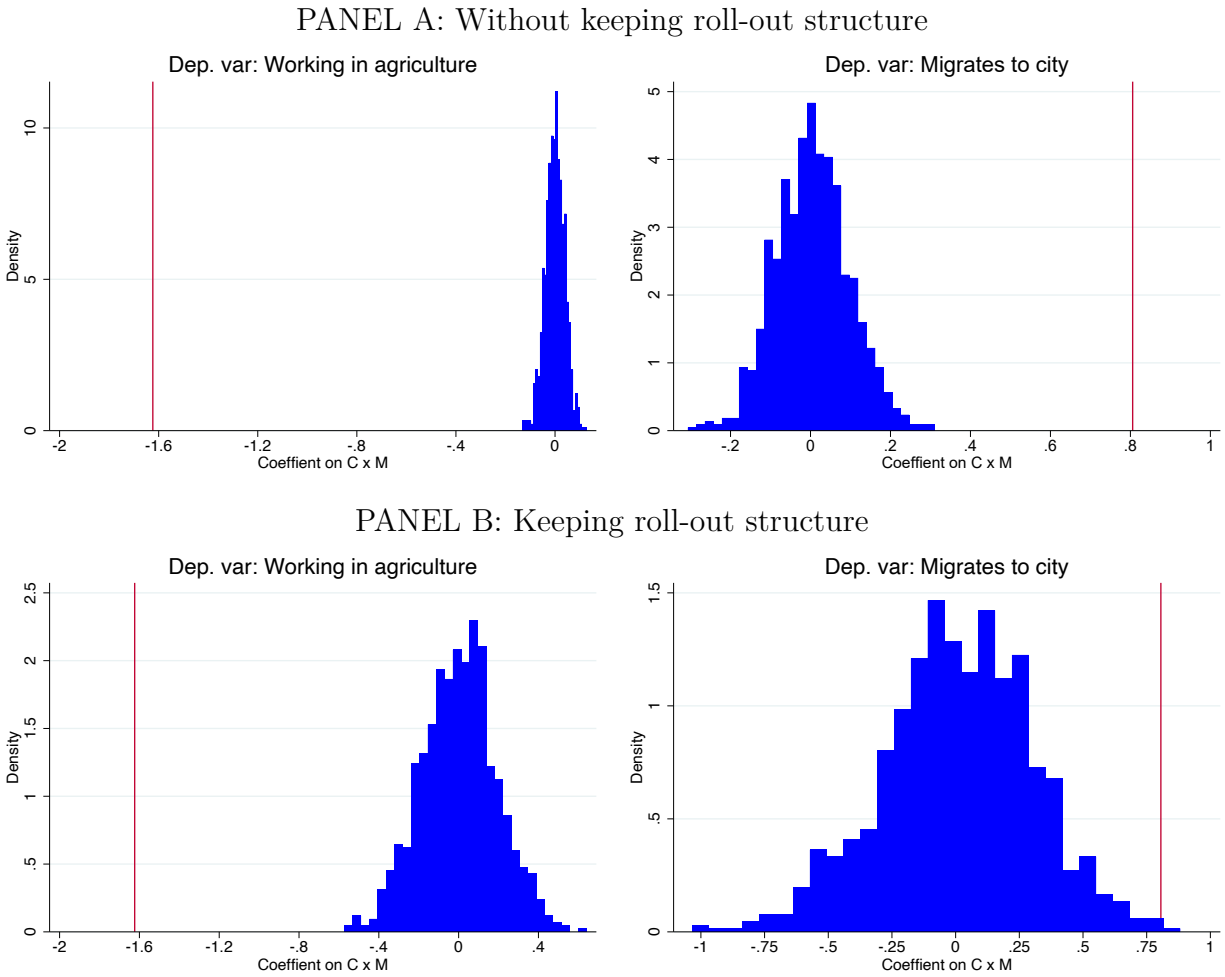 PANEL A: Without keeping roll-out structure
Dep. var: Working in agriculture
Density
0 5 10
-2 -1.6 -1.2 -.8 -.4 0
Coeffient on C x M
Dep. var: Migrates to city
Density
0 1 2 3 4 5
-.2 0 .2 .4 .6 .8 1
Coeffient on C x M
PANEL B: Keeping roll-out structure
Dep. var: Working in agriculture
Density
0 .5 1 1.5 2 2.5
-2 -1.6 -1.2 -.8 -.4 0 .4
Coeffient on C x M
Dep. var: Migrates to city
Density
0 .5 1 1.5
-1 -.75 -.5 -.25 0 .25 .5 .75 1
Coeffient on C x M